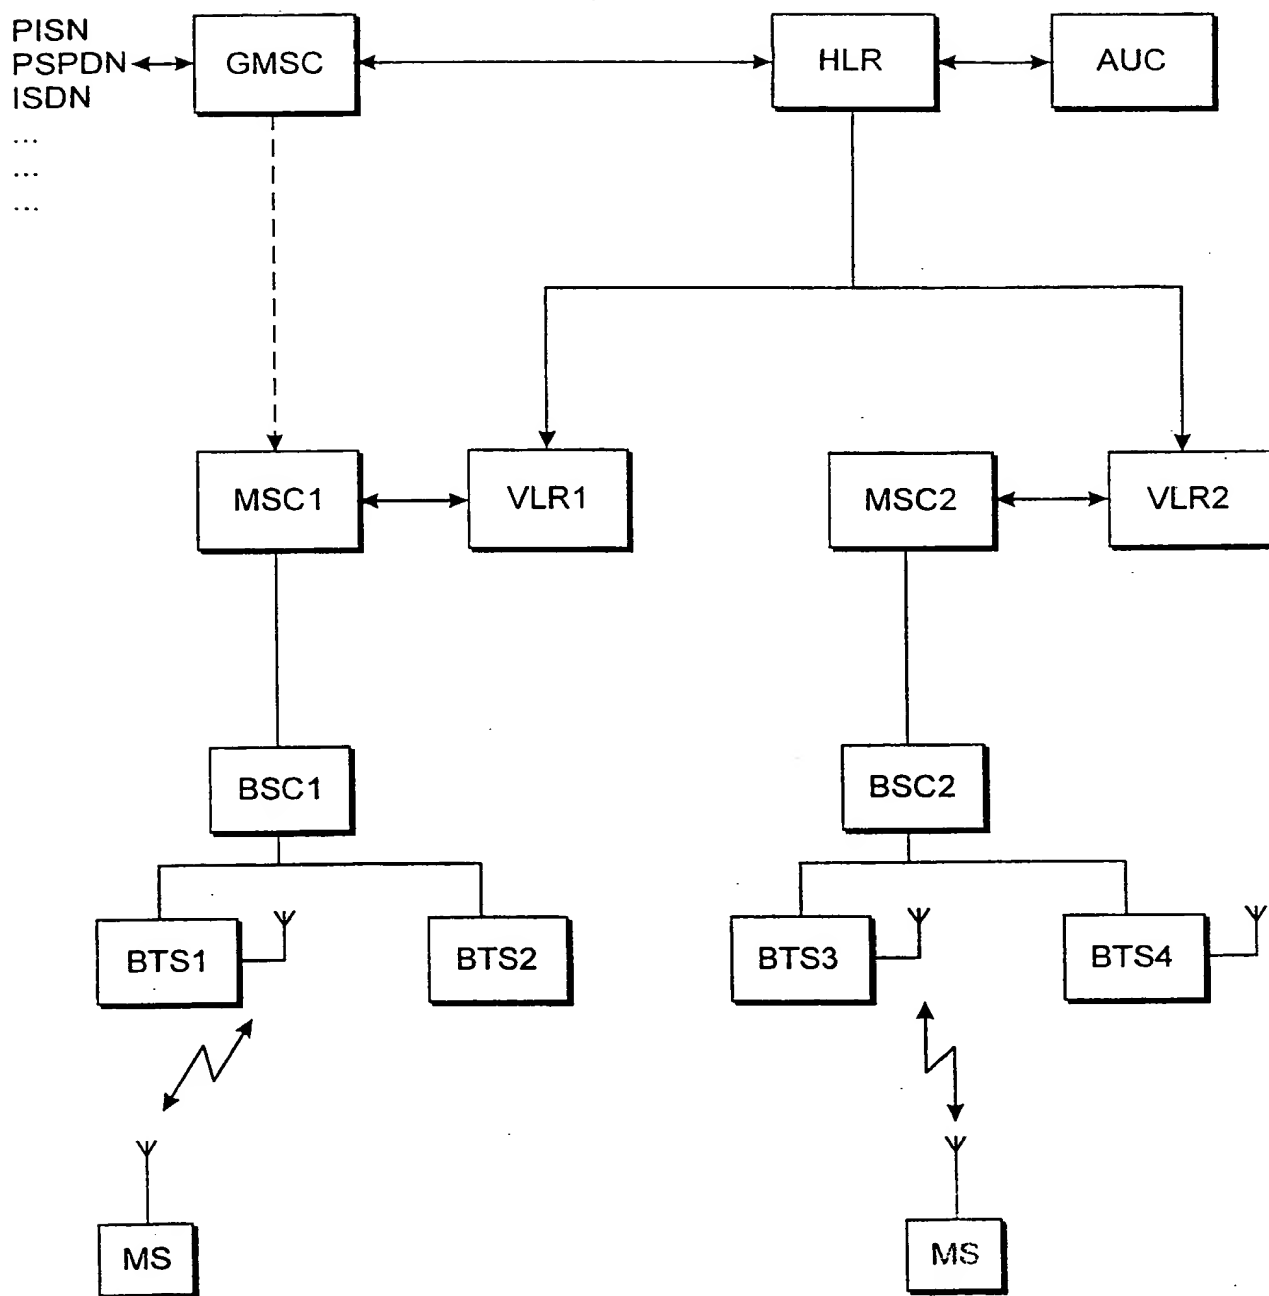 PISN
PSPDN
ISDN
...
...
...
GMSC
HLR
AUC
MSC1
VLR1
MSC2
VLR2
BSC1
BSC2
BTS1
BTS2
BTS3
BTS4
MS
MS